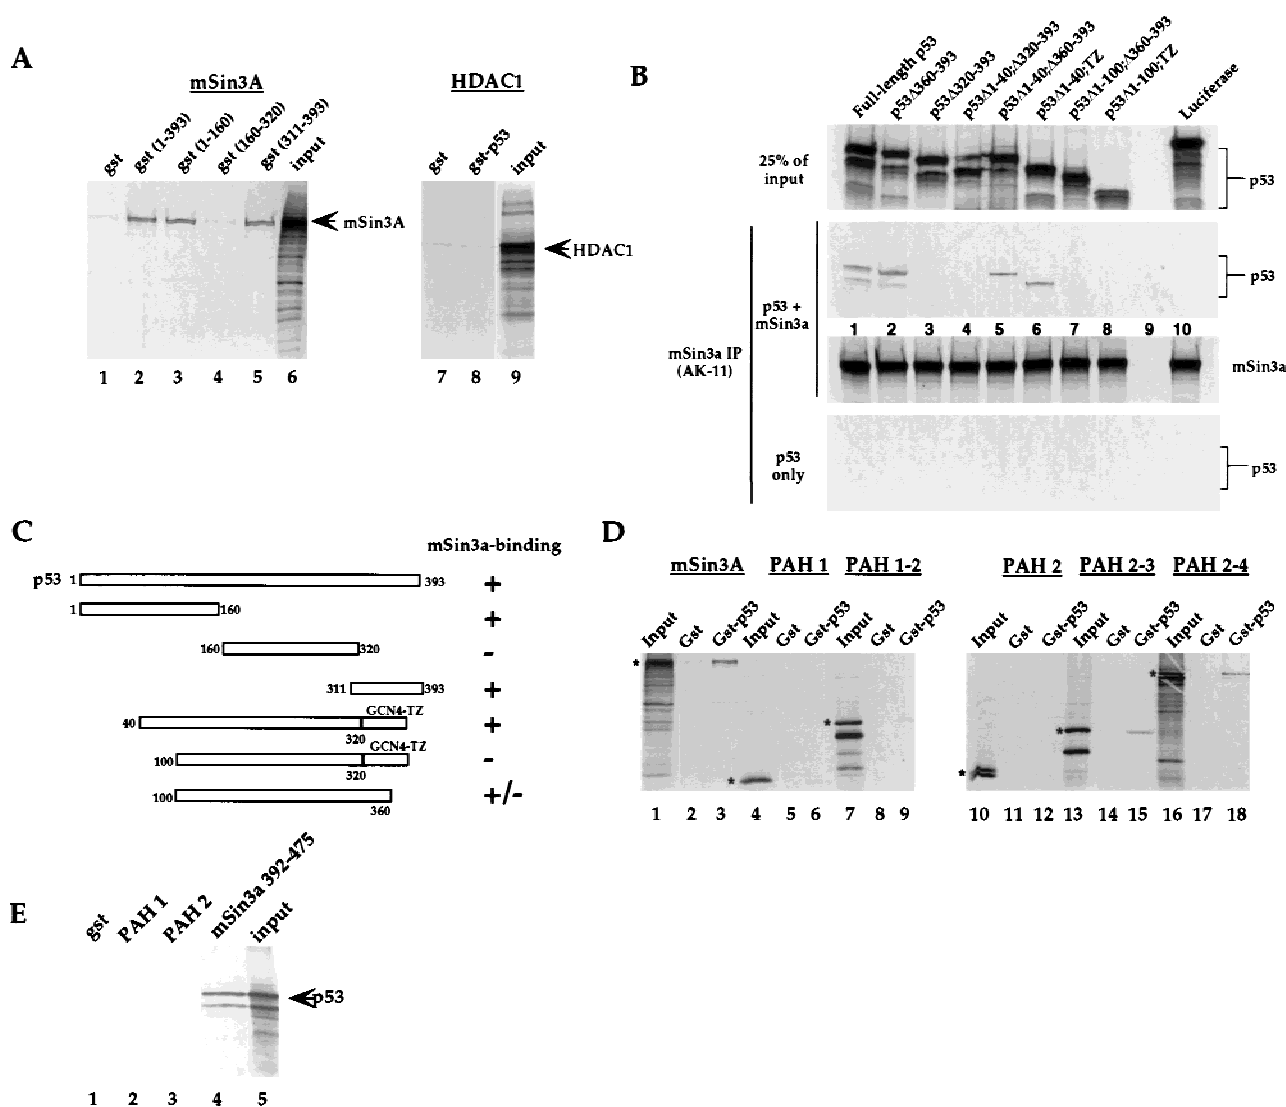 A
mSin3A
HDAC1
gst
gst (1-393)
gst (1-160)
gst (160-320)
gst (311-393)
input
gst
gst-p53
input
mSin3A
HDAC1
1 2 3 4 5 6 7 8 9
B
Full-length p53
p53Δ360-393
p53Δ320-393
p53Δ1-40;Δ320-393
p53Δ1-40;Δ360-393
p53Δ1-40;TZ
p53Δ1-100;Δ360-393
p53Δ1-100;TZ
Luciferase
25% of
input
p53
p53 +
mSin3a
p53
1 2 3 4 5 6 7 8 9 10
mSin3a IP
(AK-11)
mSin3a
p53
only
p53
C
mSin3a-binding
p53 1 393 +
1 160 +
160 320 -
311 393 +
GCN4-TZ
40 320 +
GCN4-TZ
100 320 -
100 360 +/-
D
mSin3A PAH 1 PAH 1-2 PAH 2 PAH 2-3 PAH 2-4
Input Gst Gst-p53 Input Gst Gst-p53 Input Gst Gst-p53 Input Gst Gst-p53 Input Gst Gst-p53 Input Gst Gst-p53
*
*
*
*
*
*
1 2 3 4 5 6 7 8 9 10 11 12 13 14 15 16 17 18
E
gst
PAH 1
PAH 2
mSin3a 392-475
input
p53
1 2 3 4 5